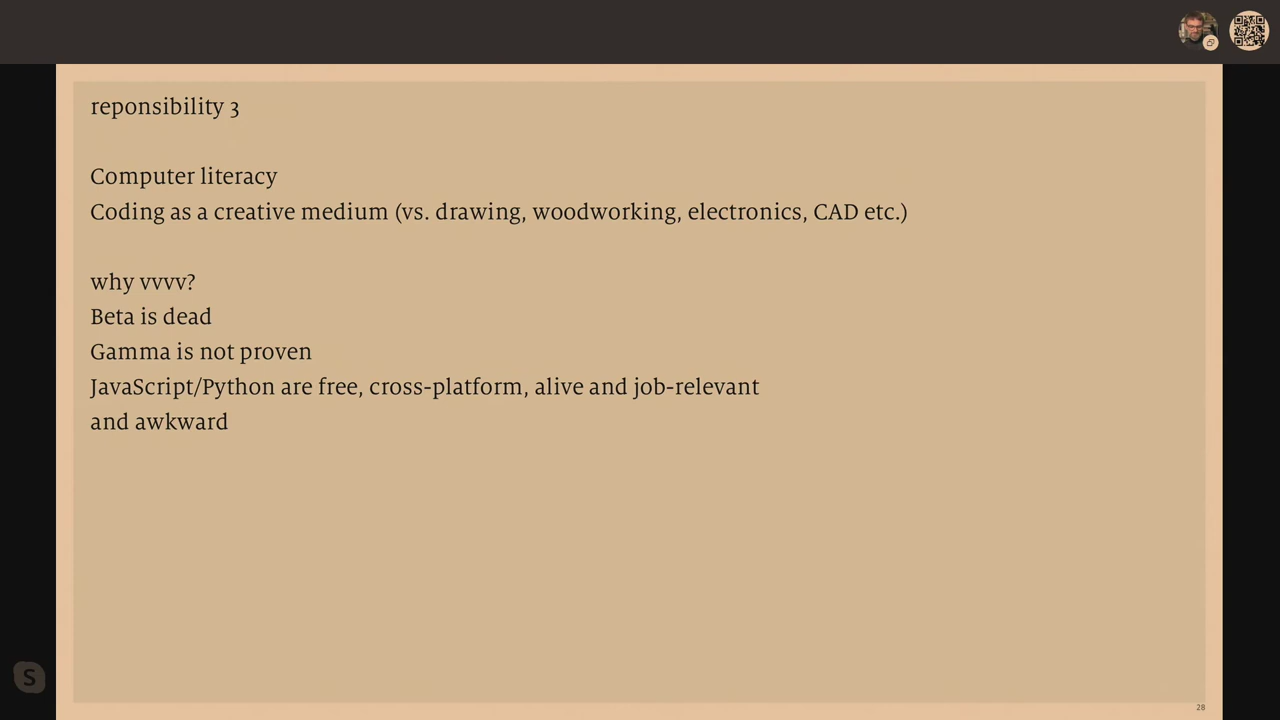 reponsibility 3
Computer literacy
Coding as a creative medium (vs. drawing, woodworking, electronics, CAD etc.)
why vvvv?
Beta is dead
Gamma is not proven
JavaScript/Python are free, cross-platform, alive and job-relevant
and awkward
S
28